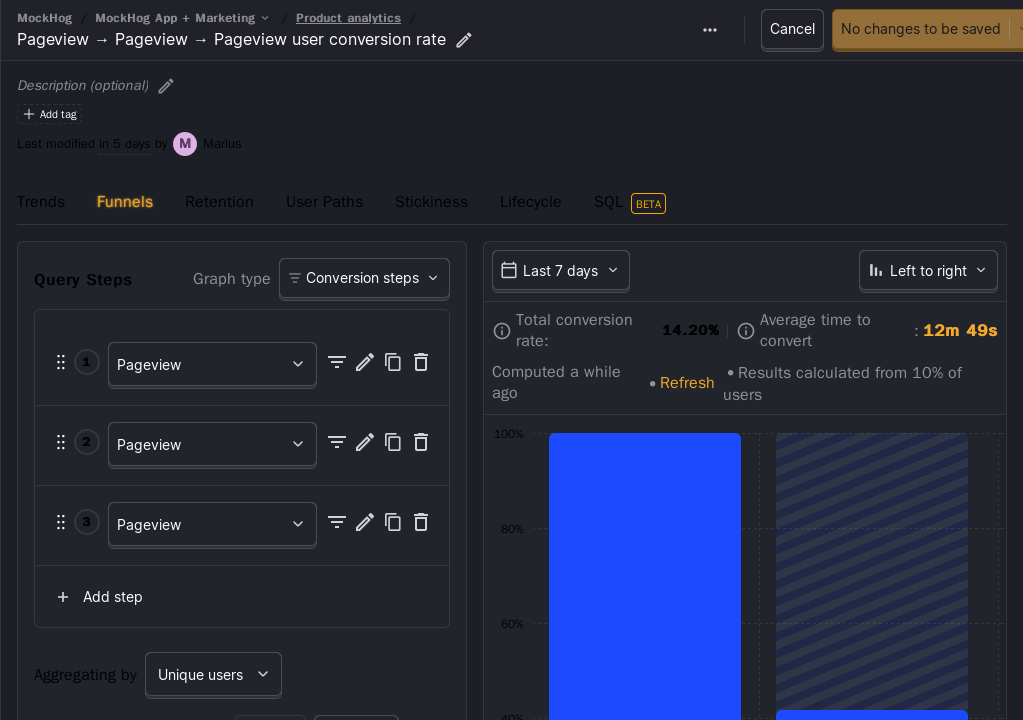 MockHog / MockHog App + Marketing / Product analytics /
Pageview → Pageview → Pageview user conversion rate
Cancel
No changes to be saved
Description (optional)
Add tag
Last modified in 5 days by M Marius
Trends Funnels Retention User Paths Stickiness Lifecycle SQL BETA
Query Steps
Graph type
Conversion steps
1 Pageview
2 Pageview
3 Pageview
Add step
Aggregating by Unique users
Last 7 days
Left to right
Total conversion
rate:
14.20%
Average time to
convert
: 12m 49s
Computed a while
ago
• Refresh
• Results calculated from 10% of
users
100%
80%
60%
40%